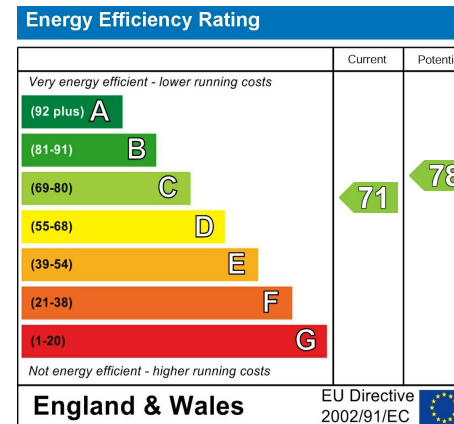 Energy Efficiency Rating
Current Potenti
Very energy efficient - lower running costs
(92 plus) A
(81-91) B
(69-80) C
71
78
(55-68) D
(39-54) E
(21-38) F
(1-20) G
Not energy efficient - higher running costs
England & Wales
EU Directive
2002/91/EC